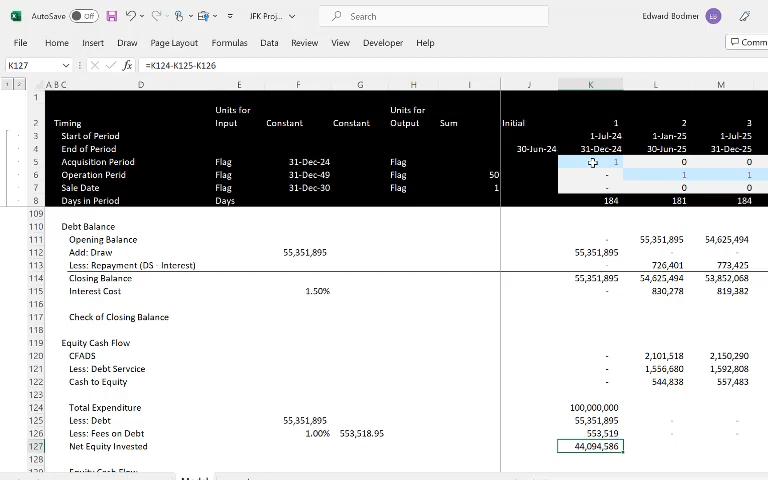 AutoSave Off JFK Proj... Search Edward Bodmer EB
File Home Insert Draw Page Layout Formulas Data Review View Developer Help Comm
K127 fx =K124-K125-K126
1 2 A B C D E F G H I J K L M
1
Units for Units for
2 Timing Input Constant Constant Output Sum Initial 1 2 3
3 Start of Period 1-Jul-24 1-Jan-25 1-Jul-25
4 End of Period 30-Jun-24 31-Dec-24 30-Jun-25 31-Dec-25
5 Acquisition Period Flag 31-Dec-24 Flag 1 0 0
6 Operation Perid Flag 31-Dec-49 Flag 50 - 1 1
7 Sale Date Flag 31-Dec-30 Flag 1 - 0 0
8 Days in Period Days 184 181 184
109
110 Debt Balance
111 Opening Balance - 55,351,895 54,625,494
112 Add: Draw 55,351,895 55,351,895 - -
113 Less: Repayment (DS - Interest) - 726,401 773,425
114 Closing Balance 55,351,895 54,625,494 53,852,068
115 Interest Cost 1.50% - 830,278 819,382
116
117 Check of Closing Balance
118
119 Equity Cash Flow
120 CFADS - 2,101,518 2,150,290
121 Less: Debt Servcice - 1,556,680 1,592,808
122 Cash to Equity - 544,838 557,483
123
124 Total Expenditure 100,000,000
125 Less: Debt 55,351,895 55,351,895 - -
126 Less: Fees on Debt 1.00% 553,518.95 553,519 - -
127 Net Equity Invested 44,094,586
128